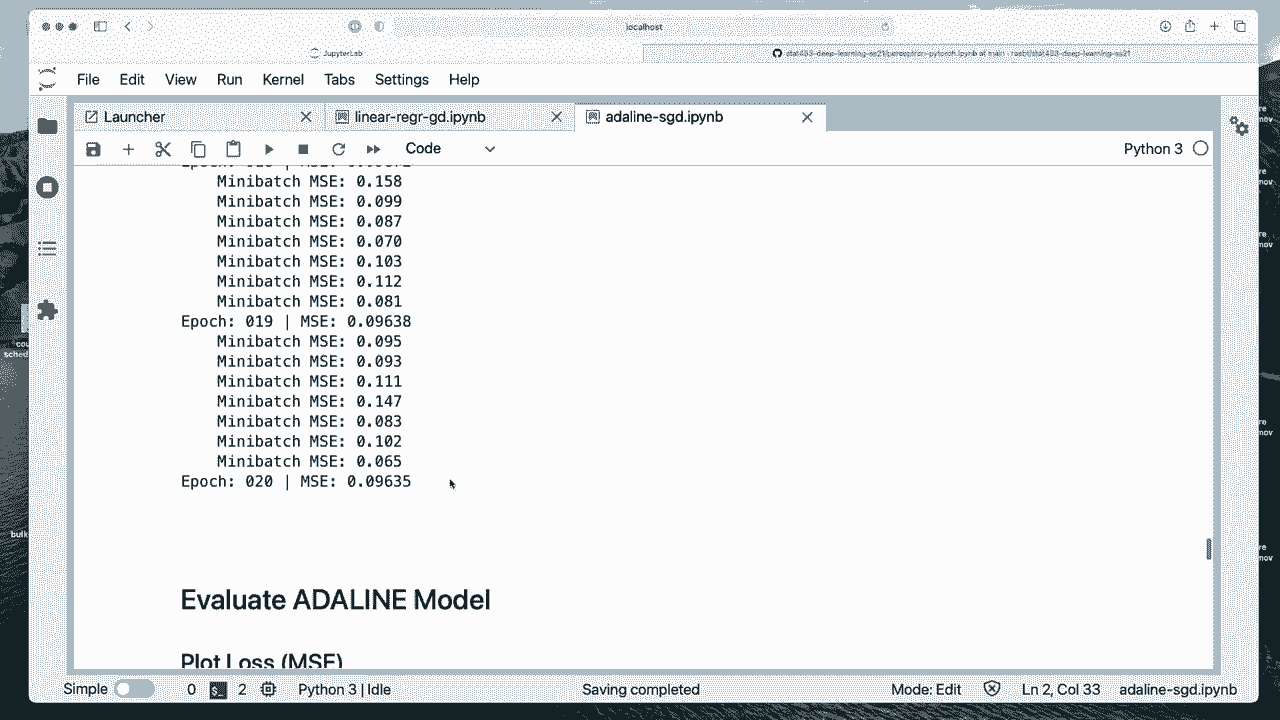 localhost
JupyterLab
stat453-deep-learning-ss21/perceptron-pytorch.ipynb at main · rasbt/stat453-deep-learning-ss21
File Edit View Run Kernel Tabs Settings Help
Launcher
linear-regr-gd.ipynb
adaline-sgd.ipynb
Code
Python 3
Minibatch MSE: 0.158
Minibatch MSE: 0.099
Minibatch MSE: 0.087
Minibatch MSE: 0.070
Minibatch MSE: 0.103
Minibatch MSE: 0.112
Minibatch MSE: 0.081
Epoch: 019 | MSE: 0.09638
Minibatch MSE: 0.095
Minibatch MSE: 0.093
Minibatch MSE: 0.111
Minibatch MSE: 0.147
Minibatch MSE: 0.083
Minibatch MSE: 0.102
Minibatch MSE: 0.065
Epoch: 020 | MSE: 0.09635
Evaluate ADALINE Model
Plot Loss (MSE)
Simple 0 2 Python 3 | Idle Saving completed Mode: Edit Ln 2, Col 33 adaline-sgd.ipynb